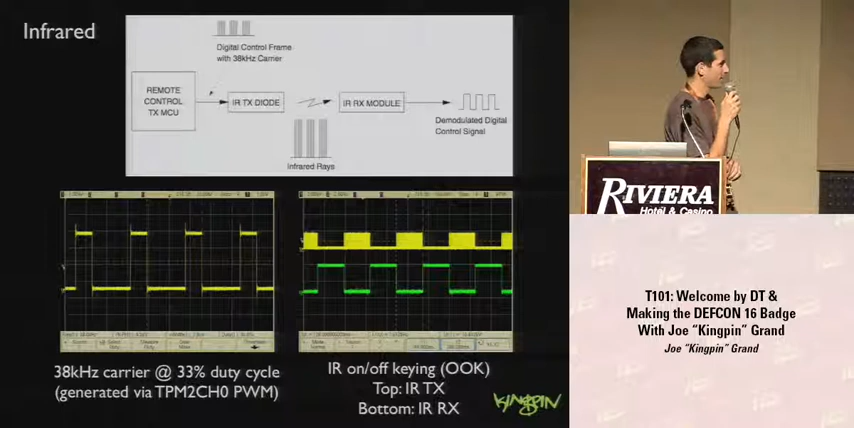 Infrared
Digital Control Frame
with 38kHz Carrier
REMOTE
CONTROL
TX MCU
IR TX DIODE
IR RX MODULE
Demodulated Digital
Control Signal
Infrared Rays
38kHz carrier @ 33% duty cycle
(generated via TPM2CH0 PWM)
IR on/off keying (OOK)
Top: IR TX
Bottom: IR RX
KINGPIN
RIVIERA
Hotel & Casino
T101: Welcome by DT &
Making the DEFCON 16 Badge
With Joe "Kingpin" Grand
Joe "Kingpin" Grand